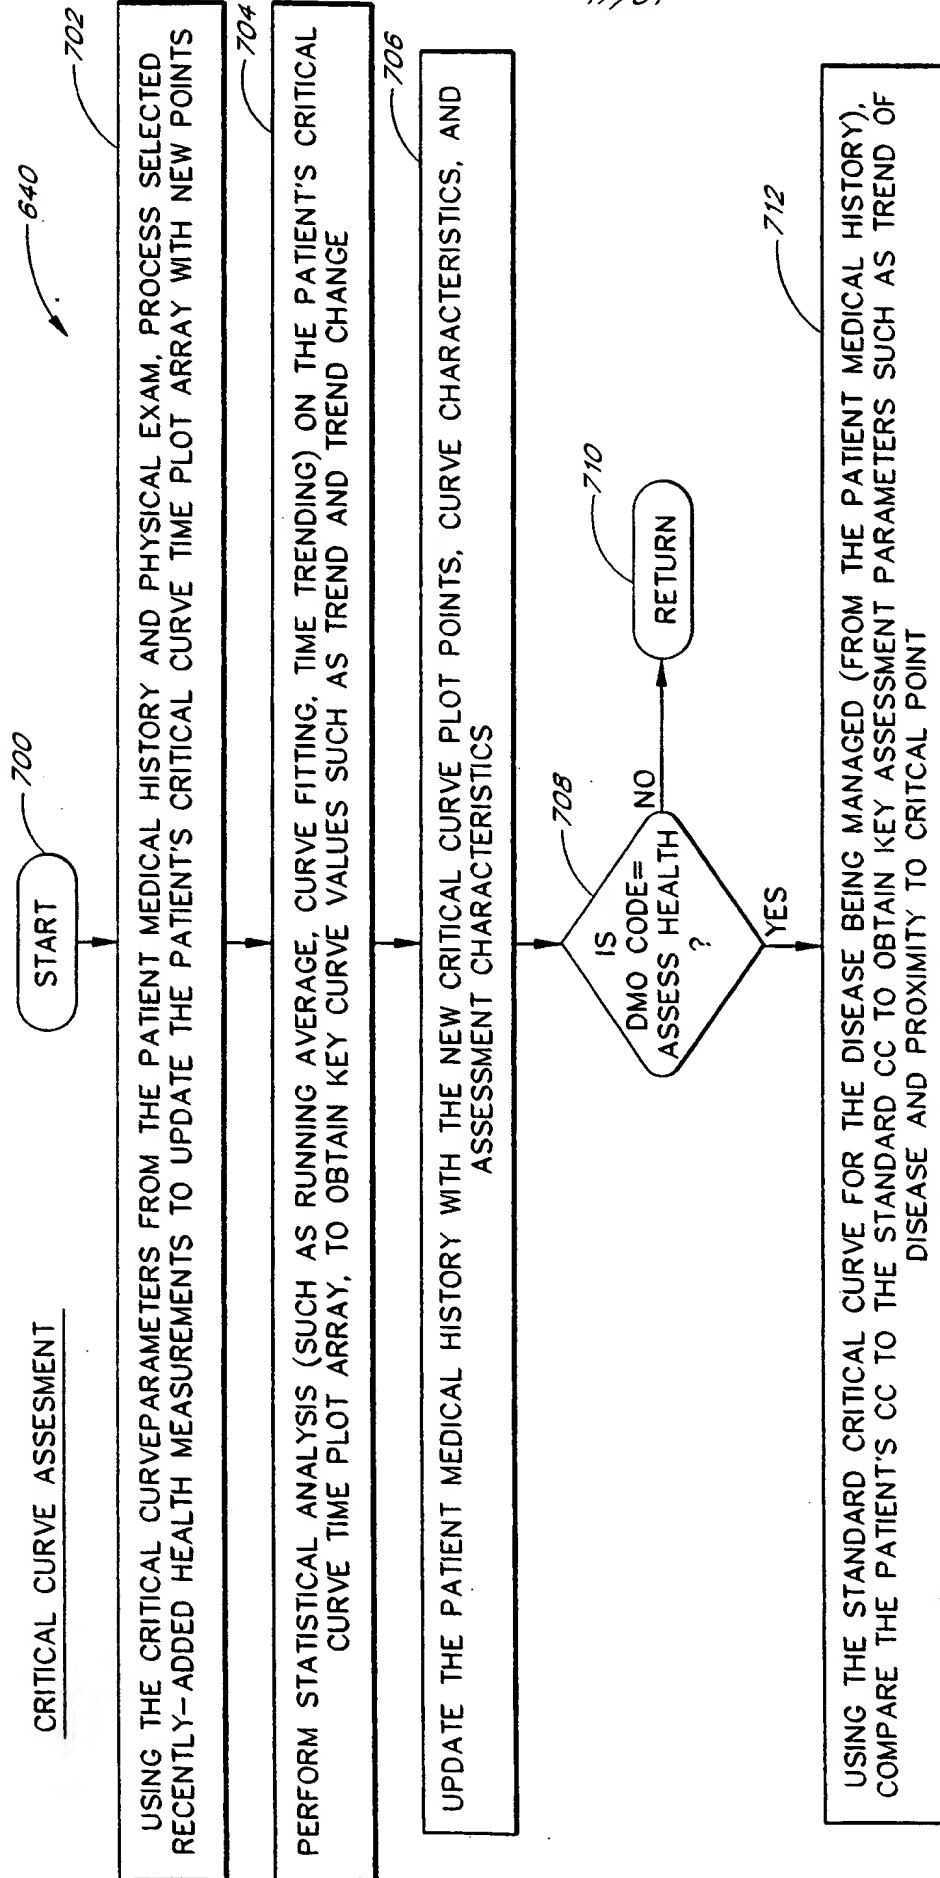 CRITICAL CURVE ASSESMENT
640
700
START
702
USING THE CRITICAL CURVEPARAMETERS FROM THE PATIENT MEDICAL HISTORY AND PHYSICAL EXAM, PROCESS SELECTED
RECENTLY-ADDED HEALTH MEASUREMENTS TO UPDATE THE PATIENT'S CRITICAL CURVE TIME PLOT ARRAY WITH NEW POINTS
704
PERFORM STATISTICAL ANALYSIS (SUCH AS RUNNING AVERAGE, CURVE FITTING, TIME TRENDING) ON THE PATIENT'S CRITICAL
CURVE TIME PLOT ARRAY, TO OBTAIN KEY CURVE VALUES SUCH AS TREND AND TREND CHANGE
706
UPDATE THE PATIENT MEDICAL HISTORY WITH THE NEW CRITICAL CURVE PLOT POINTS, CURVE CHARACTERISTICS, AND
ASSESSMENT CHARACTERISTICS
708
IS
DMO CODE=
ASSESS HEALTH
?
NO
710
RETURN
YES
712
USING THE STANDARD CRITICAL CURVE FOR THE DISEASE BEING MANAGED (FROM THE PATIENT MEDICAL HISTORY),
COMPARE THE PATIENT'S CC TO THE STANDARD CC TO OBTAIN KEY ASSESSMENT PARAMETERS SUCH AS TREND OF
DISEASE AND PROXIMITY TO CRITCAL POINT